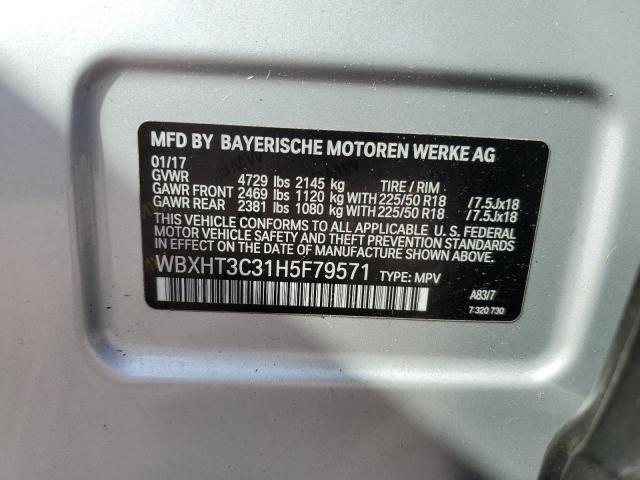 MFD BY BAYERISCHE MOTOREN WERKE AG
01/17
GVWR 4729 lbs 2145 kg TIRE / RIM
GAWR FRONT 2469 lbs 1120 kg WITH 225/50 R18 /7.5Jx18
GAWR REAR 2381 lbs 1080 kg WITH 225/50 R18 /7.5Jx18
THIS VEHICLE CONFORMS TO ALL APPLICABLE U.S. FEDERAL
MOTOR VEHICLE SAFETY, BUMPER, AND THEFT PREVENTION
STANDARDS IN EFFECT ON THE DATE OF MANUFACTURE SHOWN ABOVE.
WBXHT3C31H5F79571 TYPE: MPV
A83/7
7 320 730